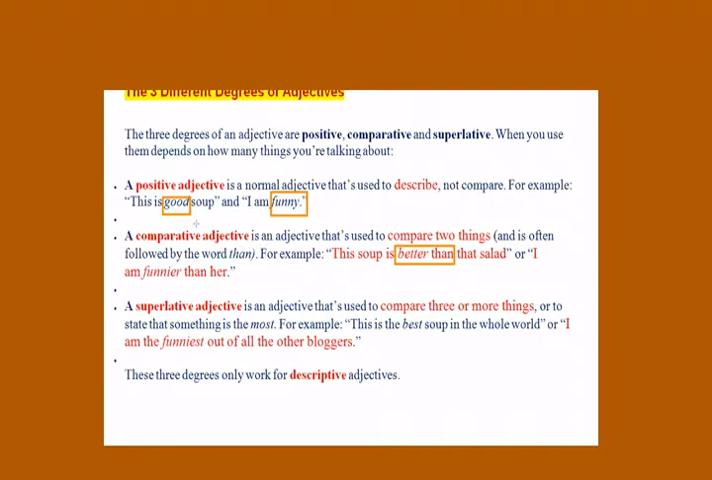 The 3 Different Degrees of Adjectives
The three degrees of an adjective are positive, comparative and superlative. When you use
them depends on how many things you're talking about:
• A positive adjective is a normal adjective that's used to describe, not compare. For example:
“This is good soup” and “I am funny.”
•
• A comparative adjective is an adjective that's used to compare two things (and is often
followed by the word than). For example: “This soup is better than that salad” or “I
am funnier than her.”
•
• A superlative adjective is an adjective that's used to compare three or more things, or to
state that something is the most. For example: “This is the best soup in the whole world” or “I
am the funniest out of all the other bloggers.”
•
These three degrees only work for descriptive adjectives.